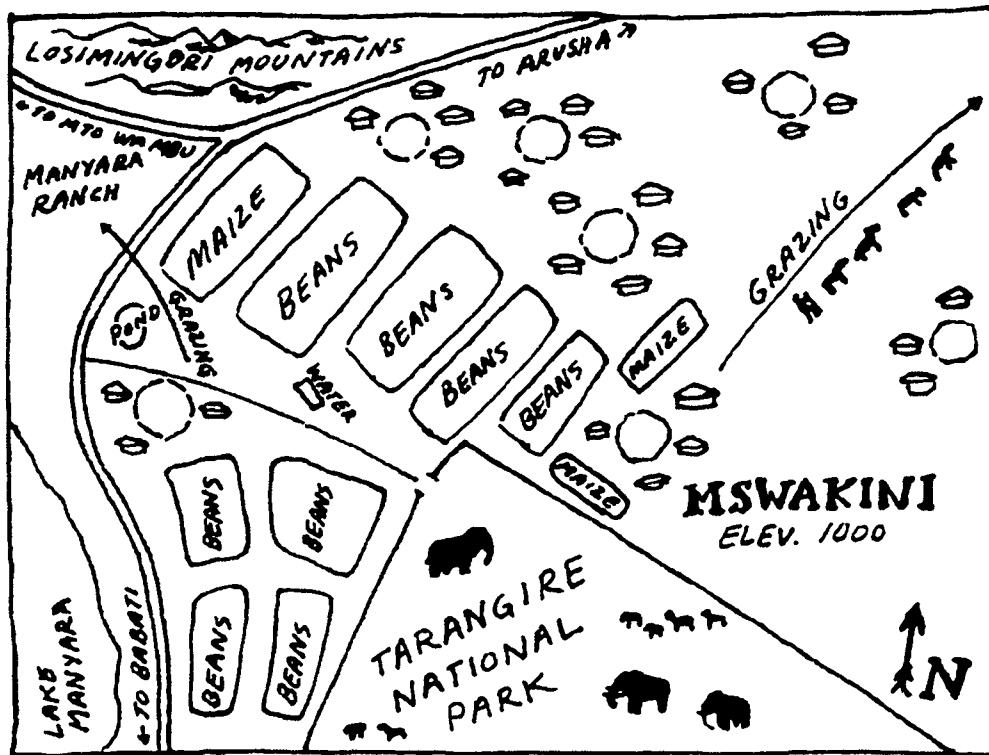 LOSIMINGORI MOUNTAINS
TO ARUSHA
←TO MTO WA MBU
MANYARA
RANCH
MAIZE
BEANS
BEANS
BEANS
BEANS
MAIZE
MAIZE
GRAZING
POND
GRAZING
WATER
BEANS
BEANS
BEANS
BEANS
MSWAKINI
ELEV. 1000
TARANGIRE
NATIONAL
PARK
LAKE
MANYARA
←TO BABATI
N